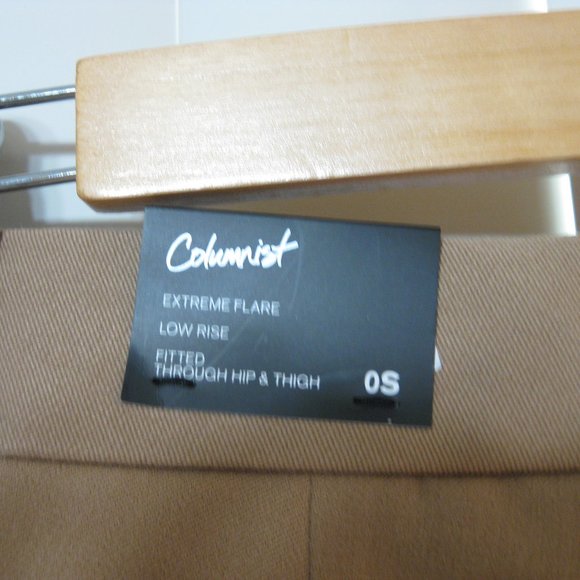 Columnist
EXTREME FLARE
LOW RISE
FITTED
THROUGH HIP & THIGH
0S